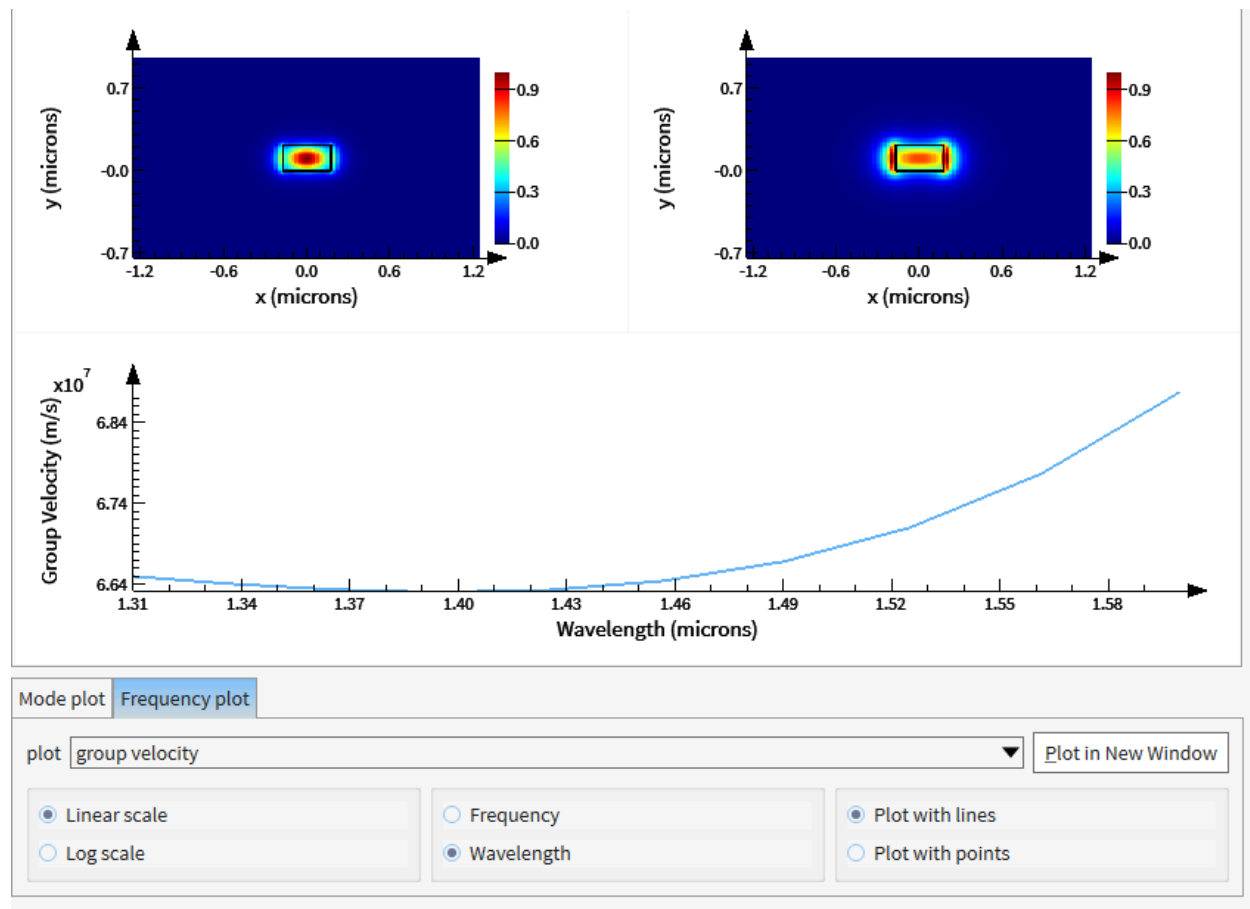 0.7
-0.0
-0.7
y (microns)
-1.2 -0.6 0.0 0.6 1.2
x (microns)
0.9
0.6
0.3
0.0
0.7
-0.0
-0.7
y (microns)
-1.2 -0.6 0.0 0.6 1.2
x (microns)
0.9
0.6
0.3
0.0
x10⁷
6.84
6.74
6.64
Group Velocity (m/s)
1.31 1.34 1.37 1.40 1.43 1.46 1.49 1.52 1.55 1.58
Wavelength (microns)
Mode plot Frequency plot
plot group velocity Plot in New Window
Linear scale Frequency Plot with lines
Log scale Wavelength Plot with points